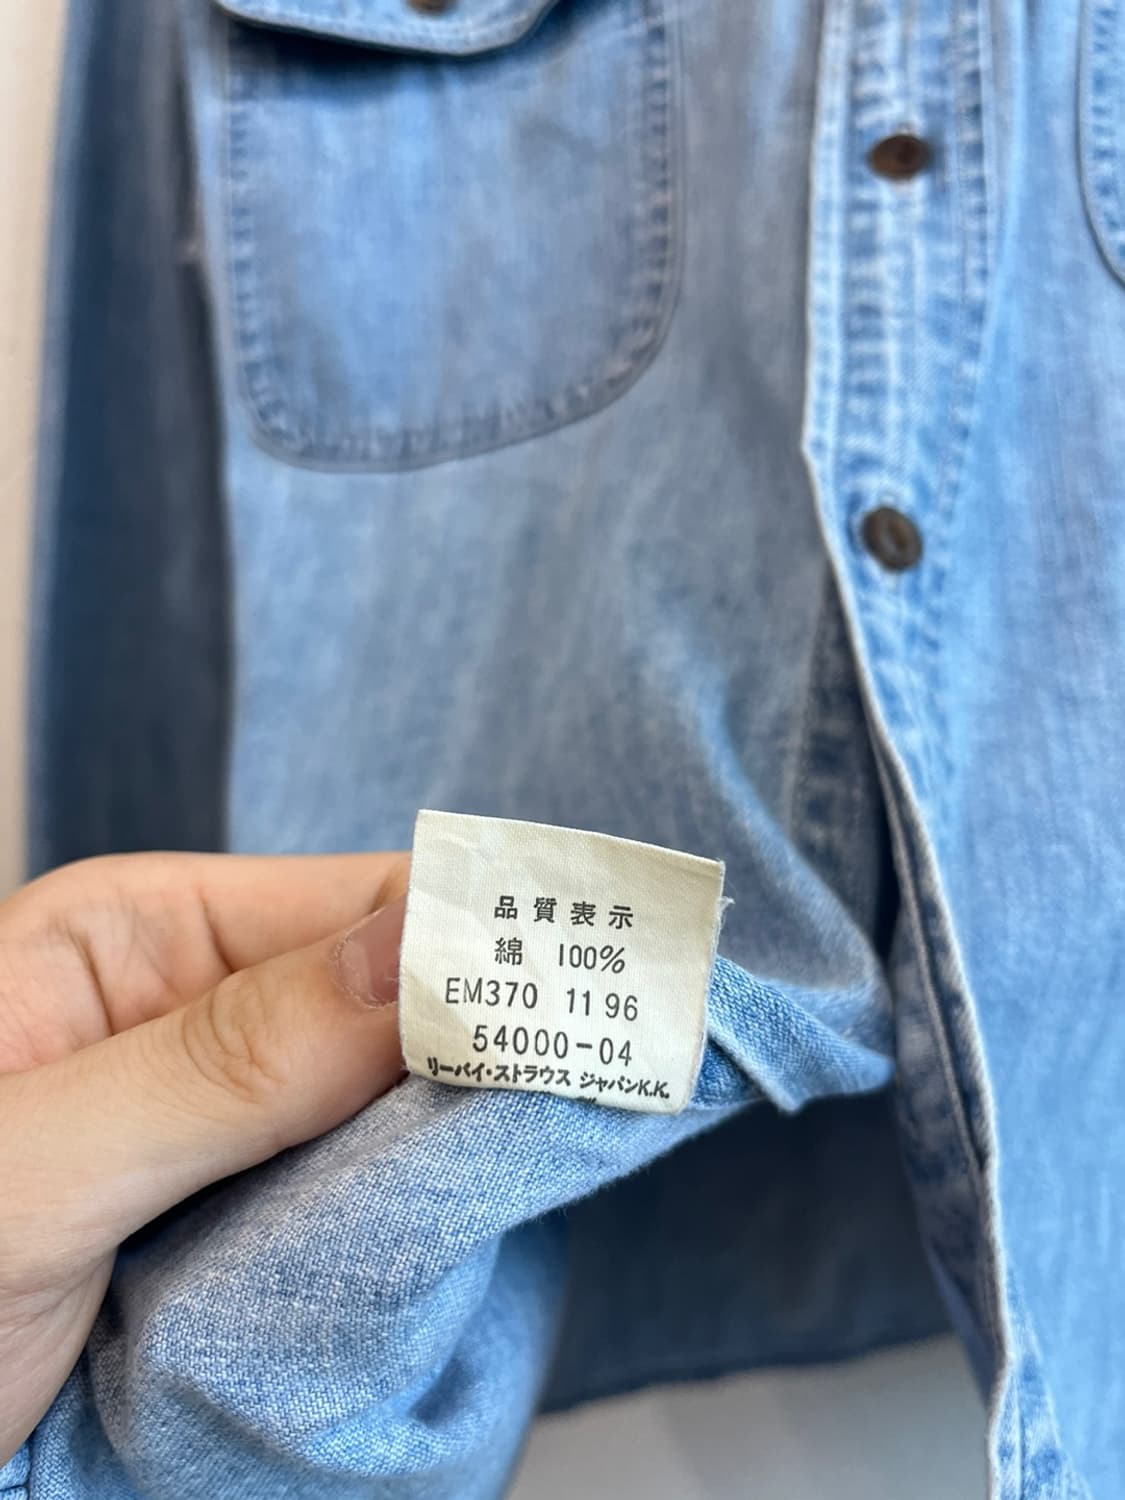 品質表示
綿 100%
EM370 11 96
54000-04
リーバイ・ストラウス ジャパンK.K.